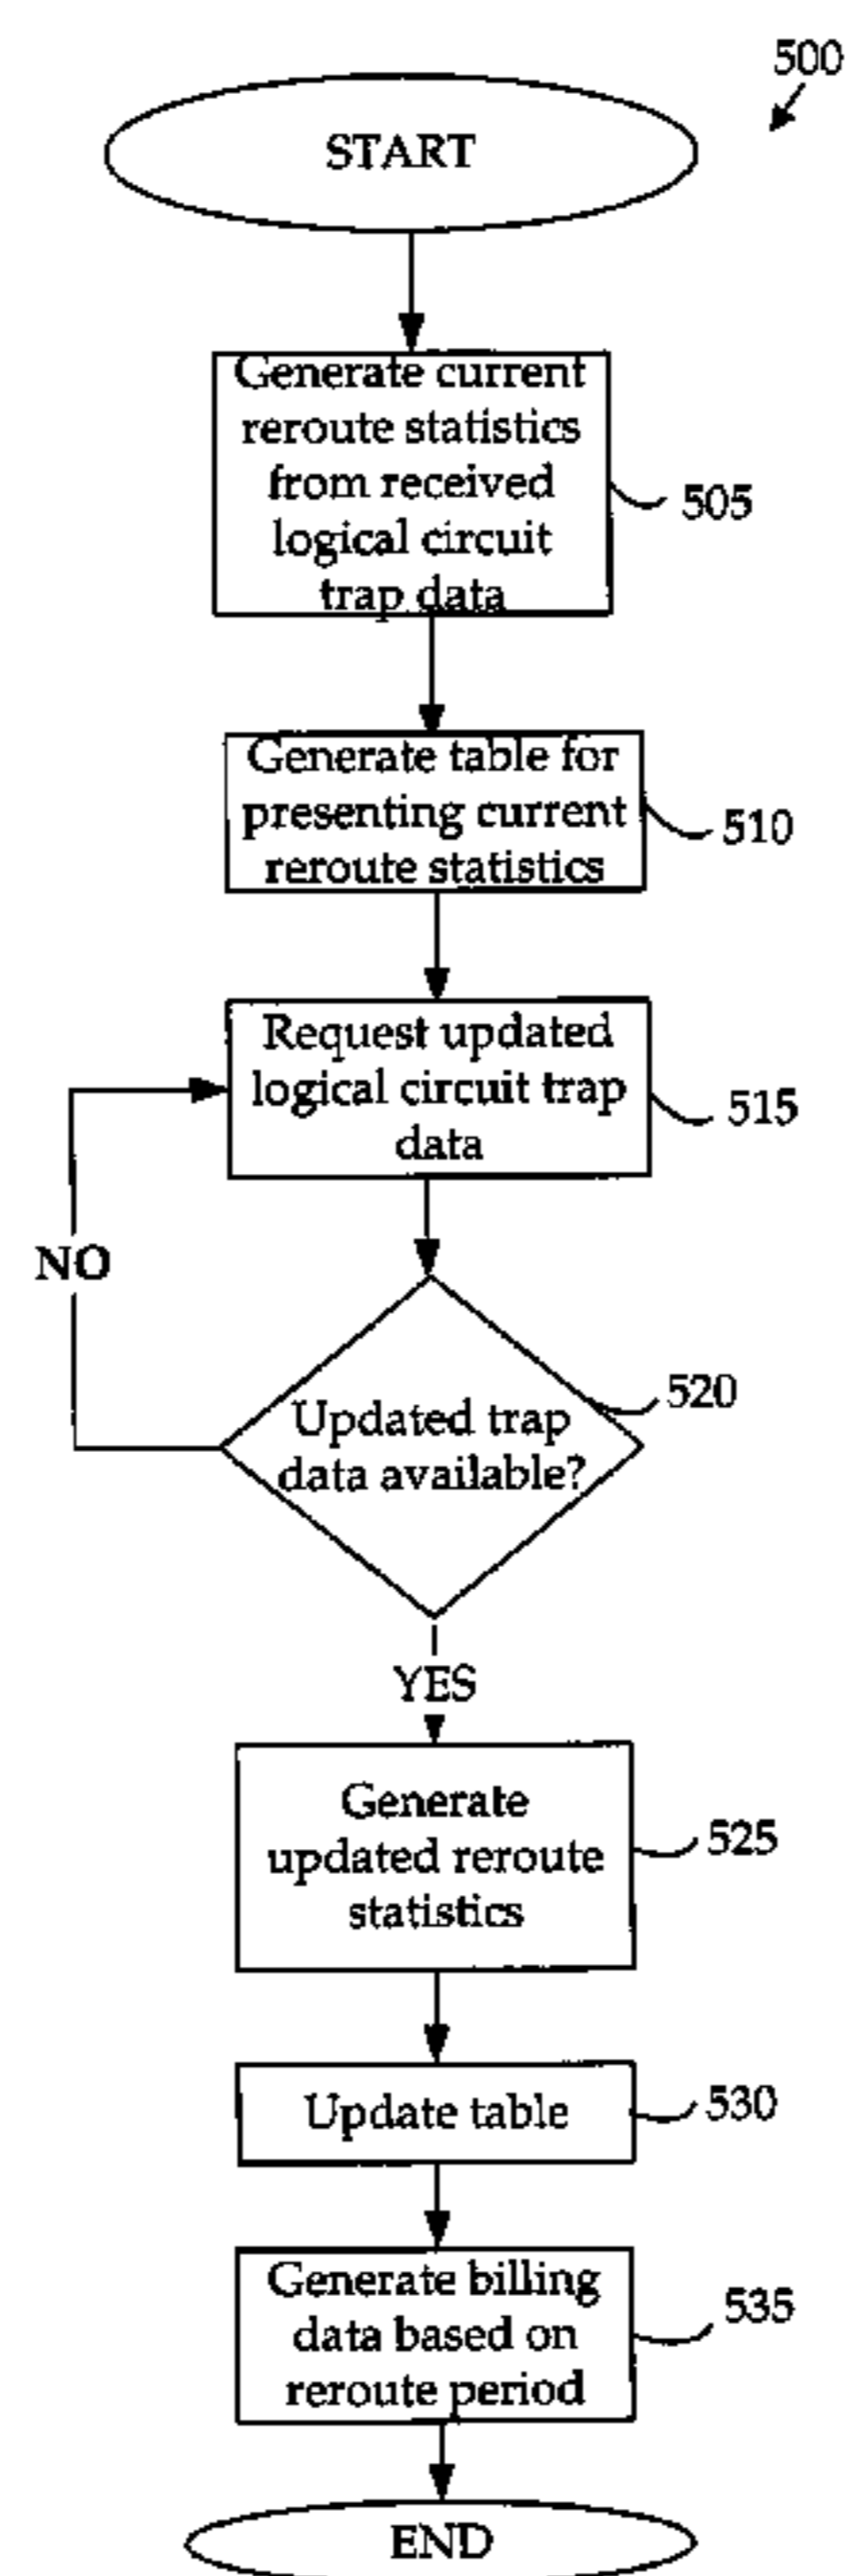 500
START
Generate current
reroute statistics
from received
logical circuit
trap data
505
Generate table for
presenting current
reroute statistics
510
Request updated
logical circuit trap
data
515
NO
520
Updated trap
data available?
YES
Generate
updated reroute
statistics
525
Update table
530
Generate billing
data based on
reroute period
535
END